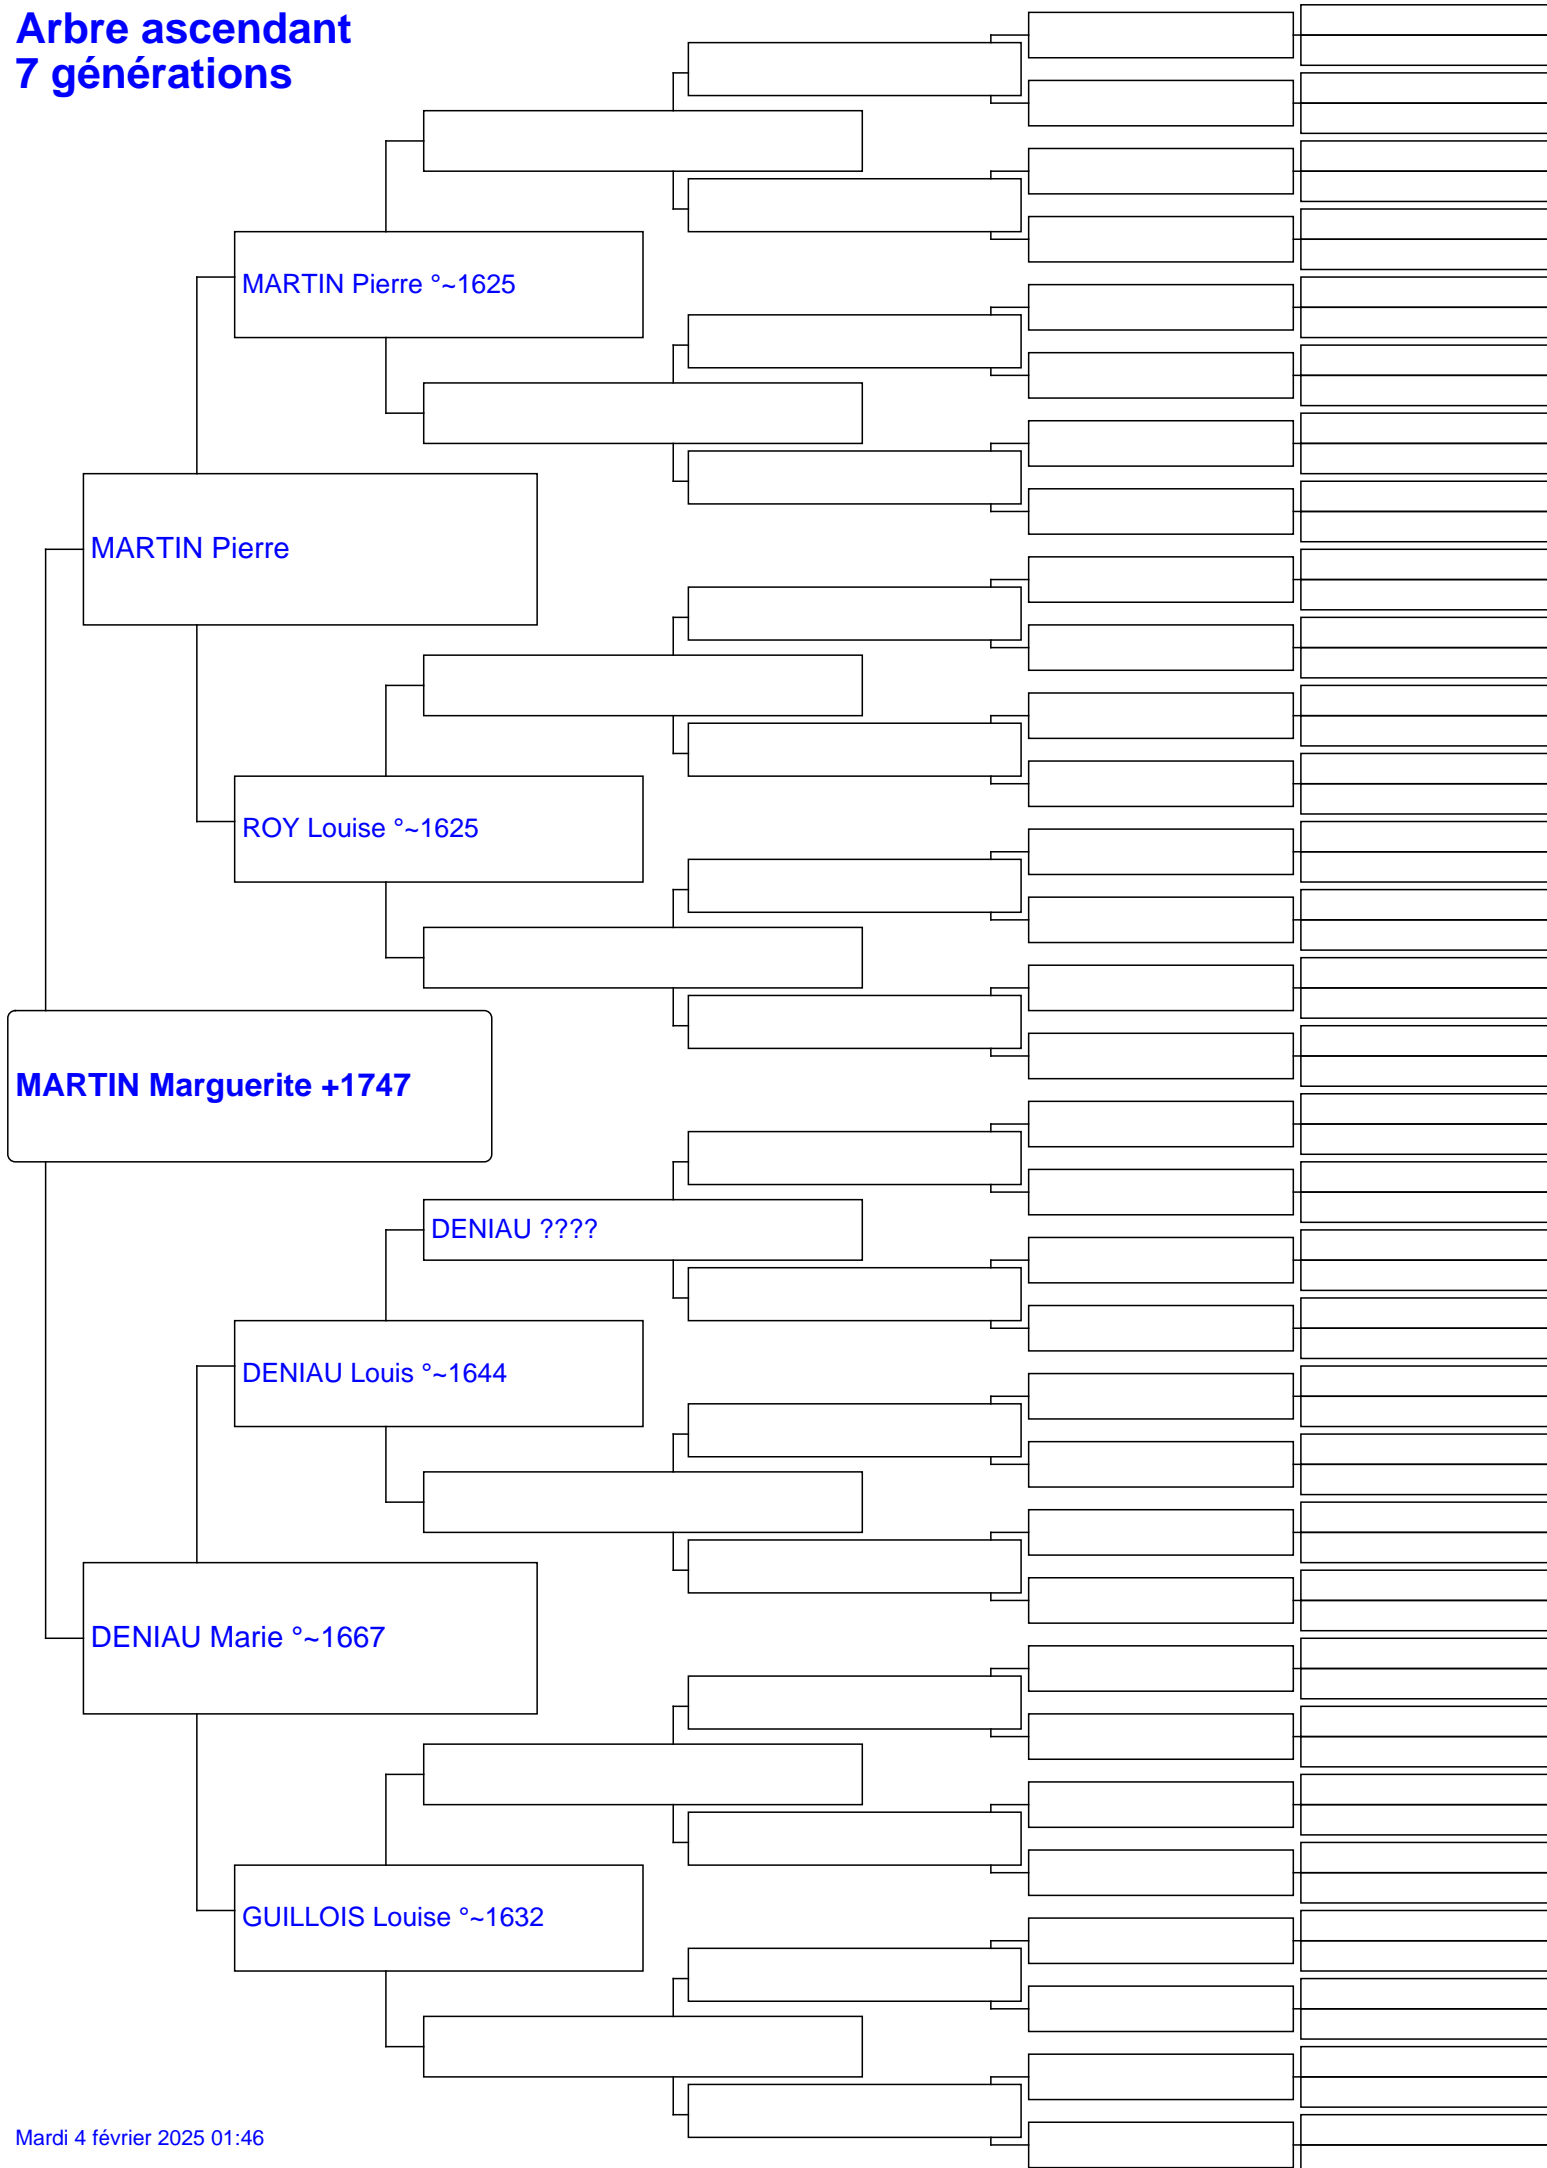 Arbre ascendant
7 générations
MARTIN Pierre °~1625
MARTIN Pierre
ROY Louise °~1625
MARTIN Marguerite +1747
DENIAU ????
DENIAU Louis °~1644
DENIAU Marie °~1667
GUILLOIS Louise °~1632
Mardi 4 février 2025 01:46